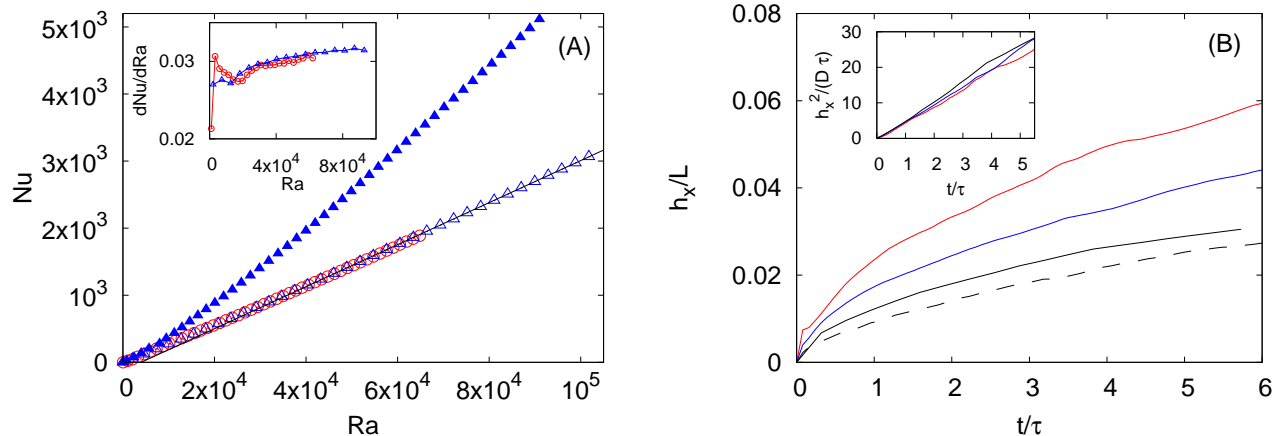 (A)
Nu
5x10³
4x10³
3x10³
2x10³
10³
0
0
2x10⁴
4x10⁴
6x10⁴
8x10⁴
10⁵
Ra
dNu/dRa
0.03
0.02
0
4x10⁴
8x10⁴
Ra
(B)
hₓ/L
0.08
0.06
0.04
0.02
0
0
1
2
3
4
5
6
t/τ
hₓ²/(D τ)
30
20
10
0
0
1
2
3
4
5
t/τ